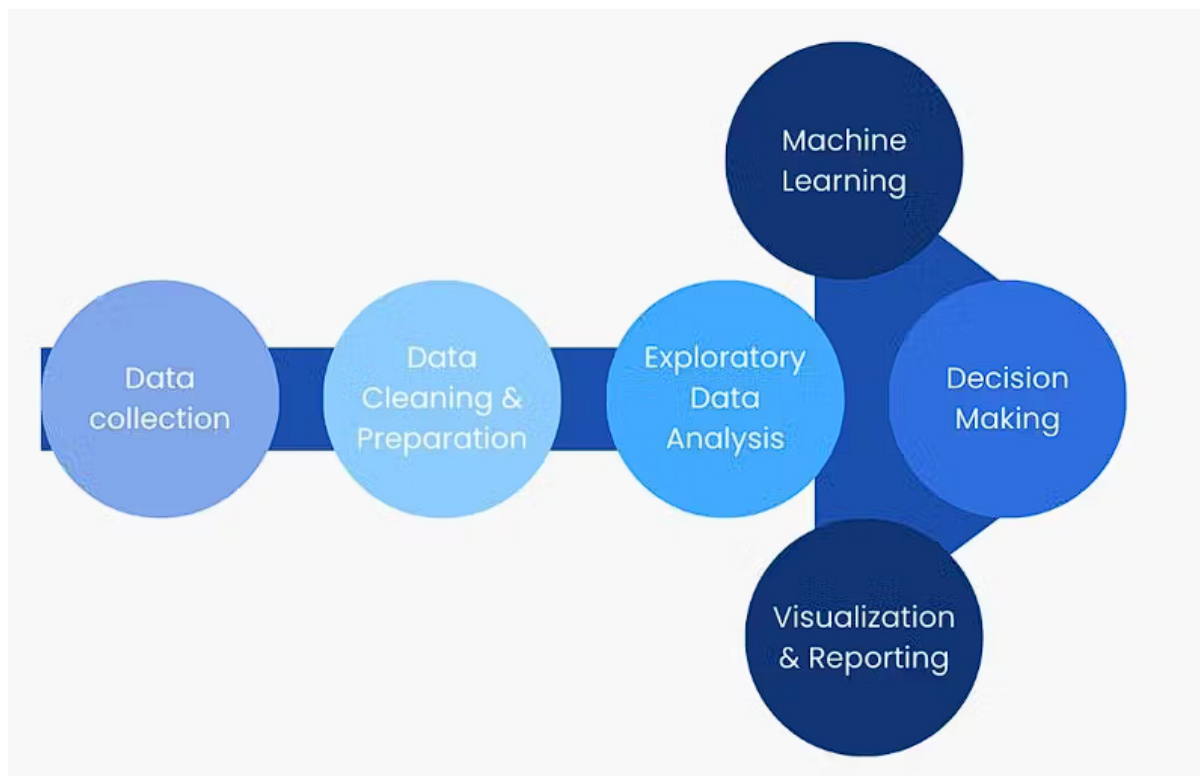 Machine
Learning
Data
collection
Data
Cleaning &
Preparation
Exploratory
Data
Analysis
Decision
Making
Visualization
& Reporting